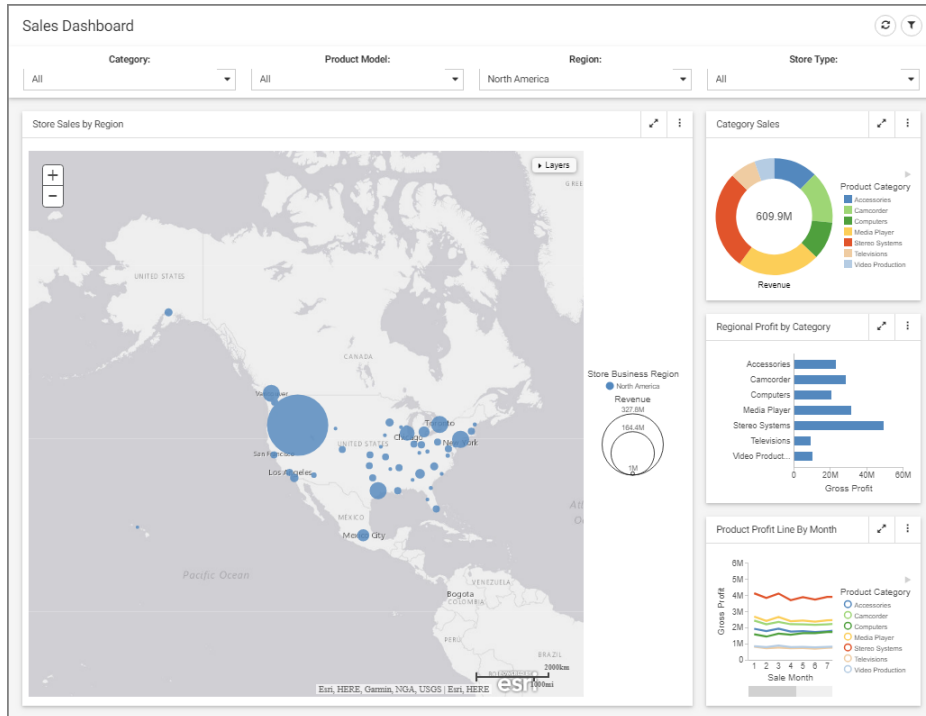 Sales Dashboard
Category:
Product Model:
Region:
Store Type:
All
All
North America
All
Store Sales by Region
+
−
Layers
UNITED STATES
CANADA
Vancouver
Toronto
Chicago
New York
UNITED STATES
San Francisco
Los Angeles
MÉXICO
Mexico City
Pacific Ocean
Bogota
VENEZUELA
COLOMBIA
PERÚ
BRAZIL
2000km
1000mi
Esri, HERE, Garmin, NGA, USGS | Esri, HERE
esri
Store Business Region
North America
Revenue
327.8M
164.4M
1M
Category Sales
609.9M
Revenue
Product Category
Accessories
Camcorder
Computers
Media Player
Stereo Systems
Televisions
Video Production
Regional Profit by Category
Accessories
Camcorder
Computers
Media Player
Stereo Systems
Televisions
Video Produc...
0 20M 40M 60M
Gross Profit
Product Profit Line By Month
6M
5M
4M
3M
2M
1M
0
Gross Profit
1 2 3 4 5 6 7
Sale Month
Product Category
Accessories
Camcorder
Computers
Media Player
Stereo Systems
Televisions
Video Production